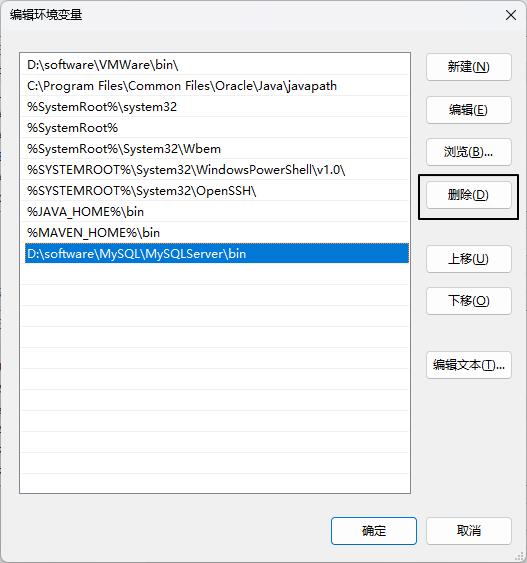 编辑环境变量
D:\software\VMWare\bin\
C:\Program Files\Common Files\Oracle\Java\javapath
%SystemRoot%\system32
%SystemRoot%
%SystemRoot%\System32\Wbem
%SYSTEMROOT%\System32\WindowsPowerShell\v1.0\
%SYSTEMROOT%\System32\OpenSSH\
%JAVA_HOME%\bin
%MAVEN_HOME%\bin
D:\software\MySQL\MySQLServer\bin
新建(N)
编辑(E)
浏览(B)...
删除(D)
上移(U)
下移(O)
编辑文本(T)...
确定
取消